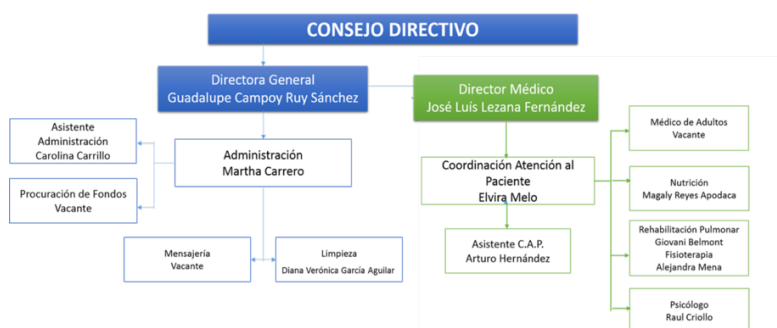 CONSEJO DIRECTIVO
Directora General
Guadalupe Campoy Ruy Sánchez
Director Médico
José Luís Lezana Fernández
Asistente
Administración
Carolina Carrillo
Administración
Martha Carrero
Procuración de Fondos
Vacante
Mensajería
Vacante
Limpieza
Diana Verónica García Aguilar
Coordinación Atención al
Paciente
Elvira Melo
Asistente C.A.P.
Arturo Hernández
Médico de Adultos
Vacante
Nutrición
Magaly Reyes Apodaca
Rehabilitación Pulmonar
Giovani Belmont
Fisioterapia
Alejandra Mena
Psicólogo
Raul Criollo